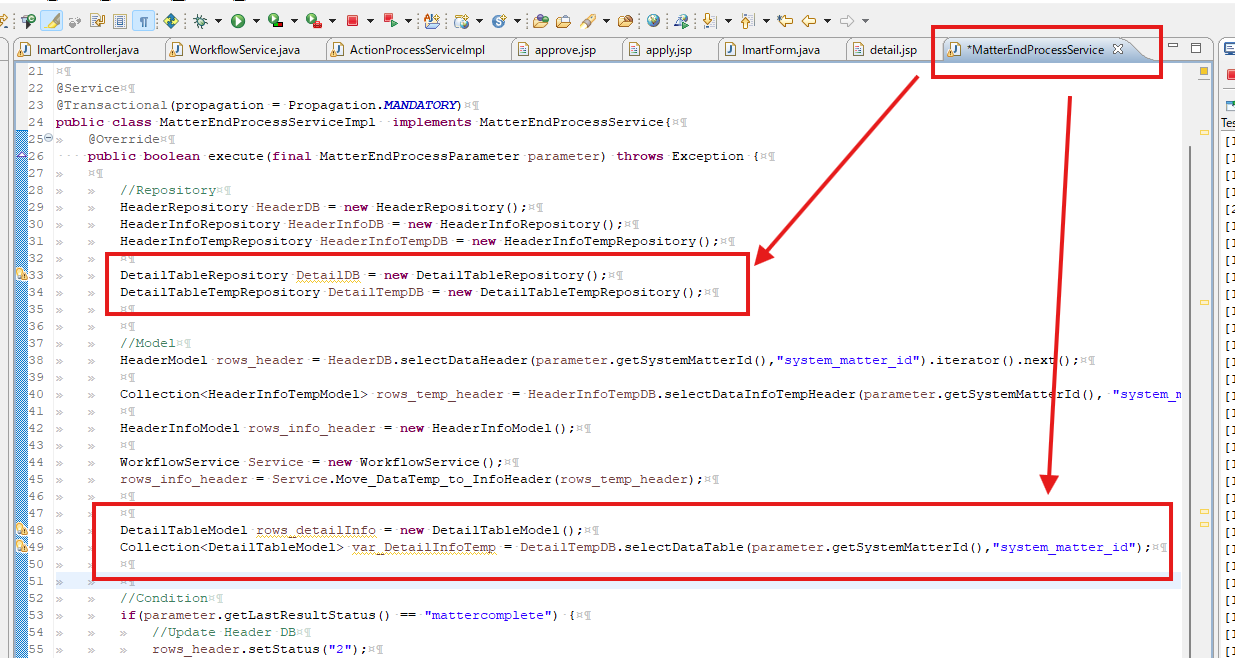 ImartController.java
WorkflowService.java
ActionProcessServiceImpl
approve.jsp
apply.jsp
ImartForm.java
detail.jsp
*MatterEndProcessService
21
22 @Service
23 @Transactional(propagation = Propagation.MANDATORY)
24 public class MatterEndProcessServiceImpl  implements MatterEndProcessService{
25 @Override
26 public boolean execute(final MatterEndProcessParameter parameter) throws Exception {
27
28 //Repository
29 HeaderRepository HeaderDB = new HeaderRepository();
30 HeaderInfoRepository HeaderInfoDB = new HeaderInfoRepository();
31 HeaderInfoTempRepository HeaderInfoTempDB = new HeaderInfoTempRepository();
32
33 DetailTableRepository DetailDB = new DetailTableRepository();
34 DetailTableTempRepository DetailTempDB = new DetailTableTempRepository();
35
36
37 //Model
38 HeaderModel rows_header = HeaderDB.selectDataHeader(parameter.getSystemMatterId(),"system_matter_id").iterator().next();
39
40 Collection<HeaderInfoTempModel> rows_temp_header = HeaderInfoTempDB.selectDataInfoTempHeader(parameter.getSystemMatterId(), "system_m
41
42 HeaderInfoModel rows_info_header = new HeaderInfoModel();
43
44 WorkflowService Service = new WorkflowService();
45 rows_info_header = Service.Move_DataTemp_to_InfoHeader(rows_temp_header);
46
47
48 DetailTableModel rows_detailInfo = new DetailTableModel();
49 Collection<DetailTableModel> var_DetailInfoTemp = DetailTempDB.selectDataTable(parameter.getSystemMatterId(),"system_matter_id");
50
51
52 //Condition
53 if(parameter.getLastResultStatus() == "mattercomplete") {
54 //Update Header DB
55 rows_header.setStatus("2");